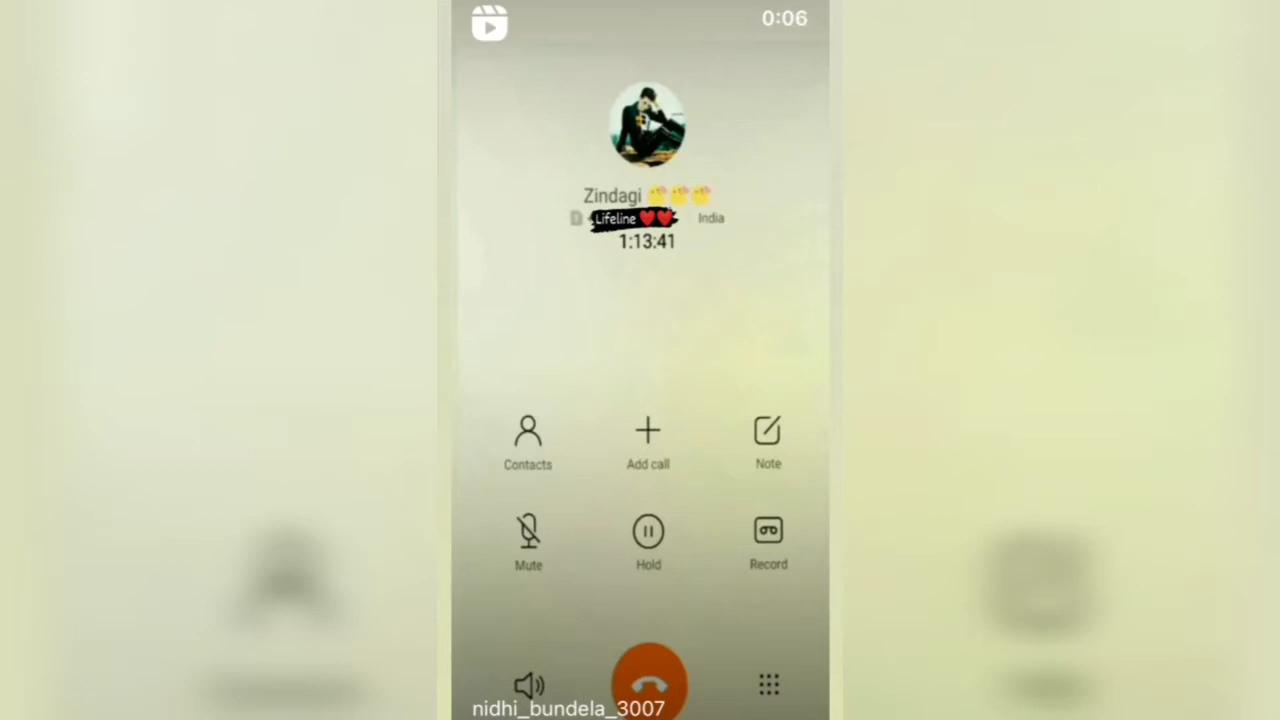 0:06
Zindagi 😘😘😘
Lifeline ❤️❤️ India
1:13:41
Contacts Add call Note
Mute Hold Record
nidhi_bundela_3007